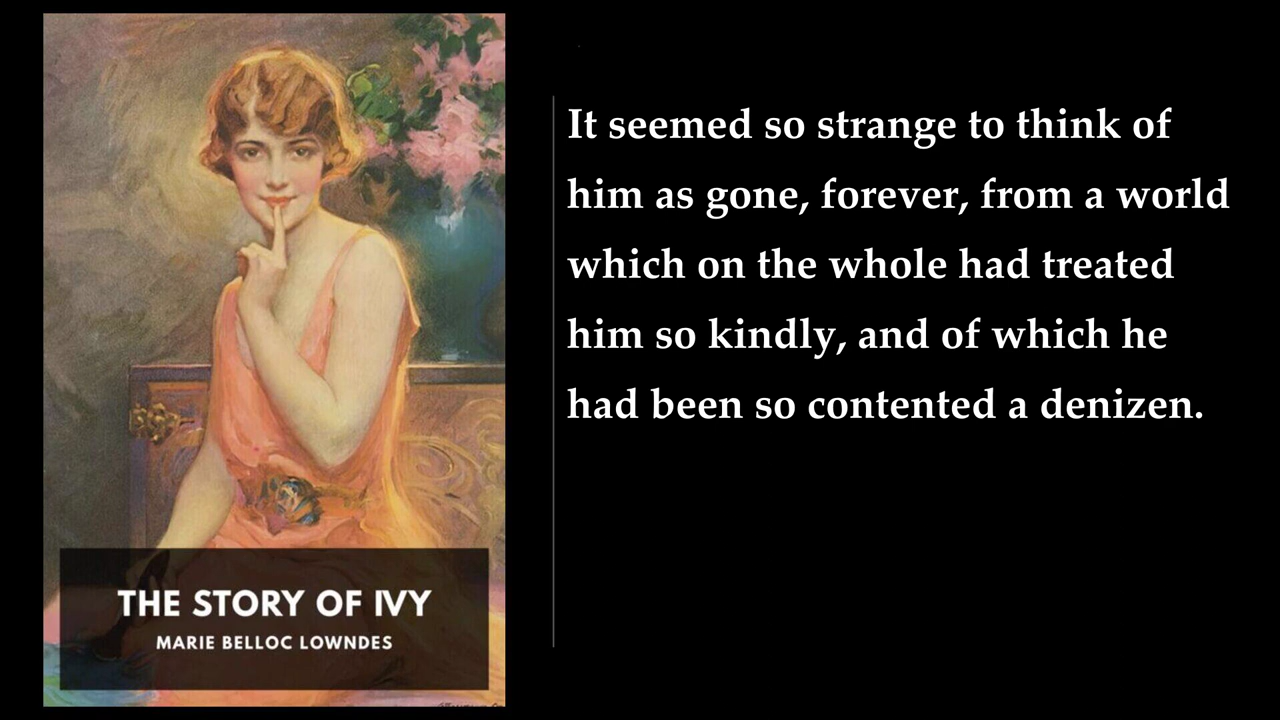 THE STORY OF IVY
MARIE BELLOC LOWNDES
It seemed so strange to think of
him as gone, forever, from a world
which on the whole had treated
him so kindly, and of which he
had been so contented a denizen.